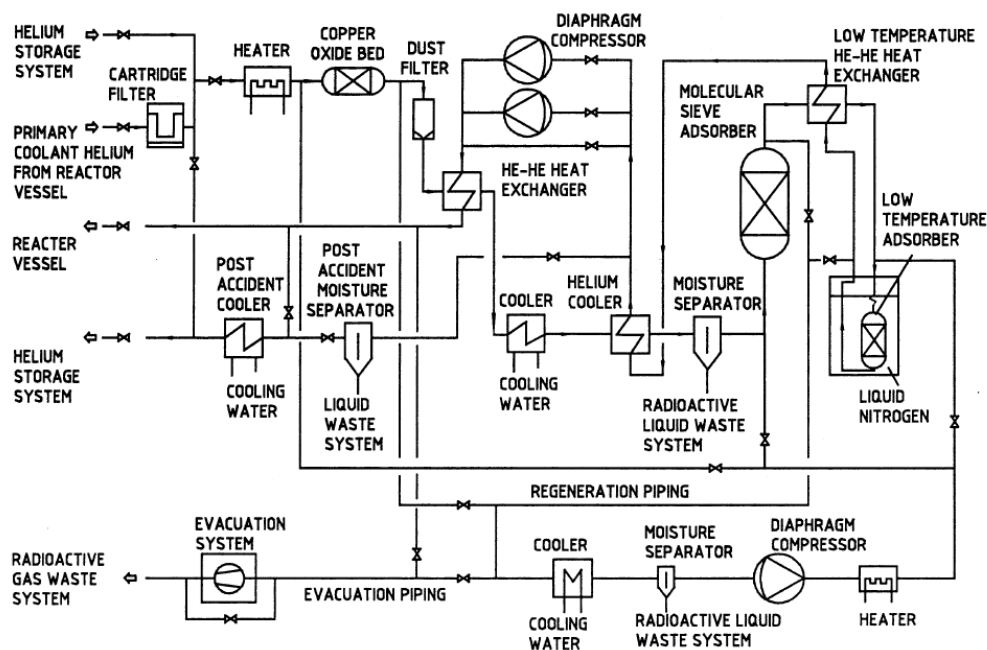 HELIUM
STORAGE
SYSTEM
CARTRIDGE
FILTER
PRIMARY
COOLANT HELIUM
FROM REACTOR
VESSEL
REACTER
VESSEL
HELIUM
STORAGE
SYSTEM
HEATER
COPPER
OXIDE BED
DUST
FILTER
DIAPHRAGM
COMPRESSOR
HE-HE HEAT
EXCHANGER
LOW TEMPERATURE
HE-HE HEAT
EXCHANGER
MOLECULAR
SIEVE
ADSORBER
LOW
TEMPERATURE
ADSORBER
POST
ACCIDENT
COOLER
COOLING
WATER
POST
ACCIDENT
MOISTURE
SEPARATOR
LIQUID
WASTE
SYSTEM
COOLER
COOLING
WATER
HELIUM
COOLER
MOISTURE
SEPARATOR
RADIOACTIVE
LIQUID WASTE
SYSTEM
LIQUID
NITROGEN
REGENERATION PIPING
EVACUATION
SYSTEM
RADIOACTIVE
GAS WASTE
SYSTEM
EVACUATION PIPING
COOLER
COOLING
WATER
MOISTURE
SEPARATOR
RADIOACTIVE LIQUID
WASTE SYSTEM
DIAPHRAGM
COMPRESSOR
HEATER